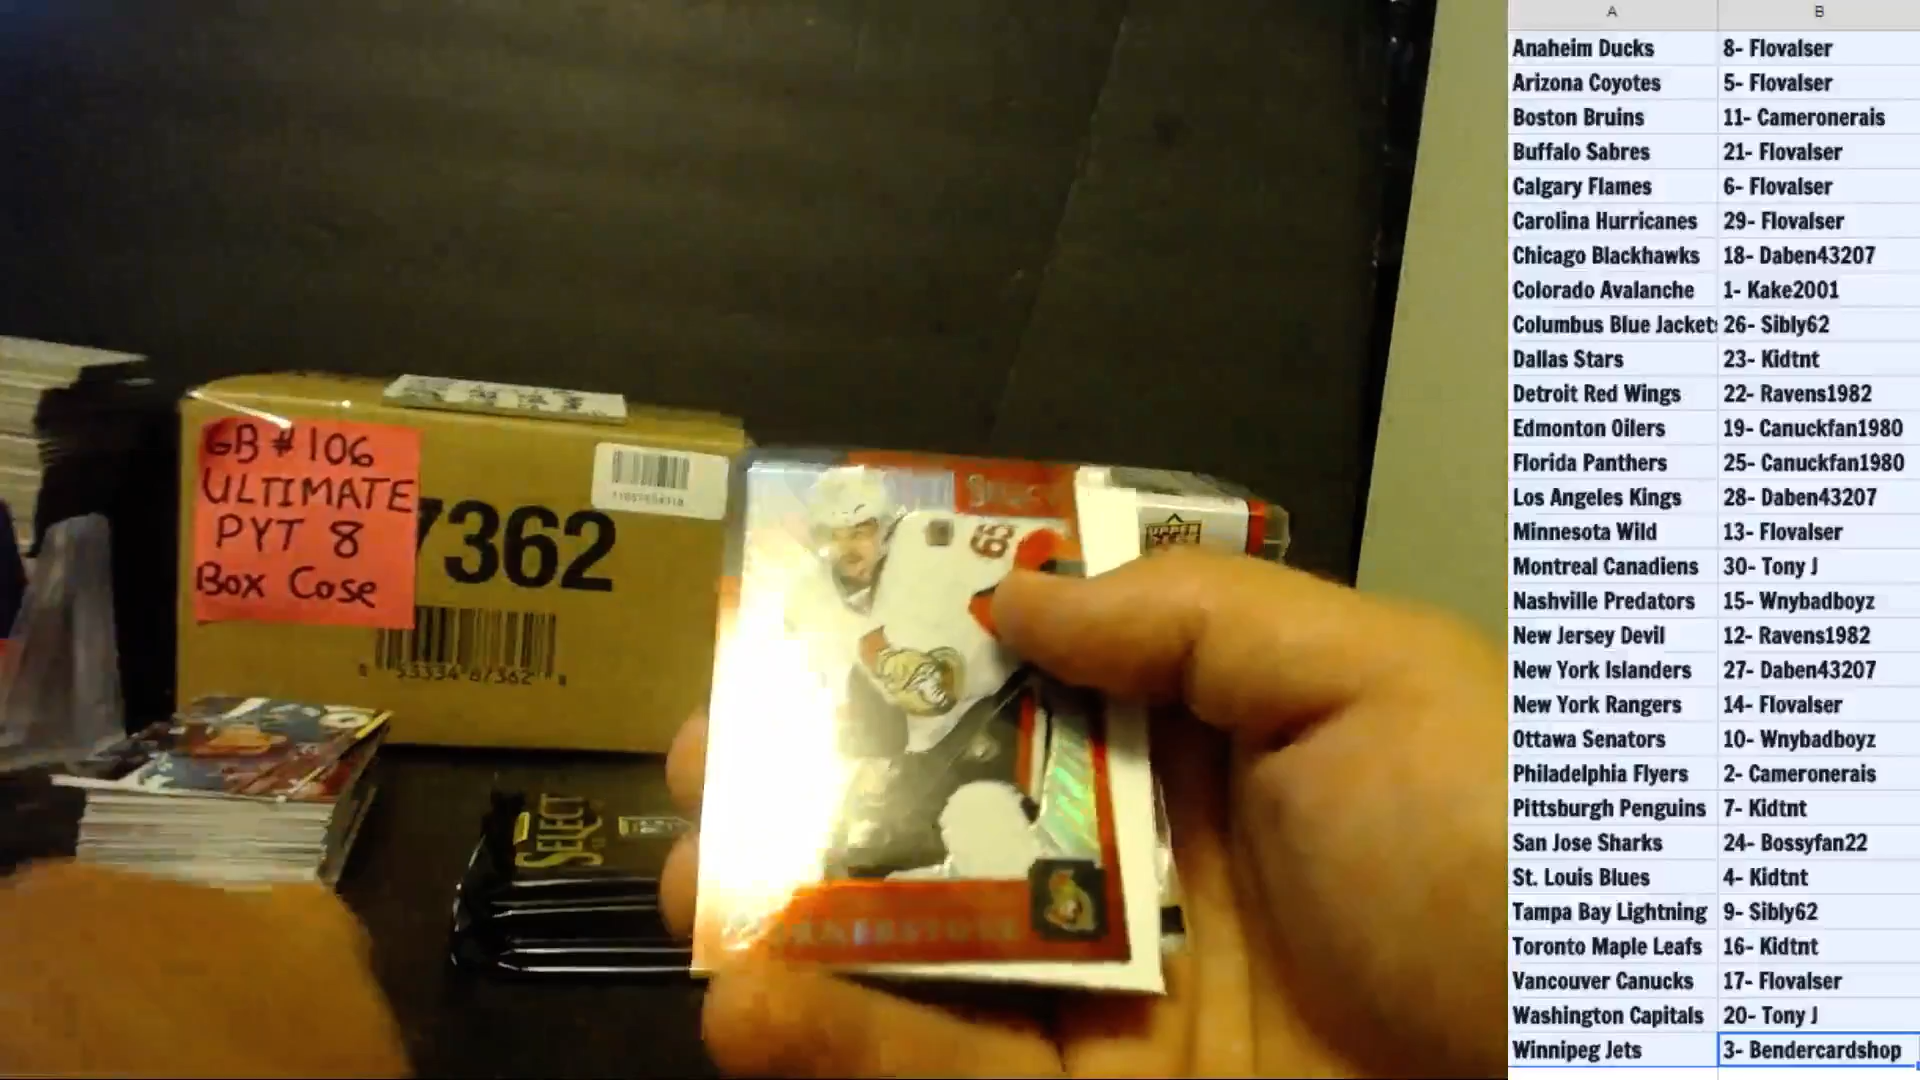 A B
Anaheim Ducks 8- Flovalser
Arizona Coyotes 5- Flovalser
Boston Bruins 11- Cameronerais
Buffalo Sabres 21- Flovalser
Calgary Flames 6- Flovalser
Carolina Hurricanes 29- Flovalser
Chicago Blackhawks 18- Daben43207
Colorado Avalanche 1- Kake2001
Columbus Blue Jackets 26- Sibly62
Dallas Stars 23- Kidtnt
Detroit Red Wings 22- Ravens1982
Edmonton Oilers 19- Canuckfan1980
Florida Panthers 25- Canuckfan1980
Los Angeles Kings 28- Daben43207
Minnesota Wild 13- Flovalser
Montreal Canadiens 30- Tony J
Nashville Predators 15- Wnybadboyz
New Jersey Devil 12- Ravens1982
New York Islanders 27- Daben43207
New York Rangers 14- Flovalser
Ottawa Senators 10- Wnybadboyz
Philadelphia Flyers 2- Cameronerais
Pittsburgh Penguins 7- Kidtnt
San Jose Sharks 24- Bossyfan22
St. Louis Blues 4- Kidtnt
Tampa Bay Lightning 9- Sibly62
Toronto Maple Leafs 16- Kidtnt
Vancouver Canucks 17- Flovalser
Washington Capitals 20- Tony J
Winnipeg Jets 3- Bendercardshop
GB #106
ULTIMATE
PYT 8
Box Case
7362
8 53334 87362 8
SELECT
65
UPPER